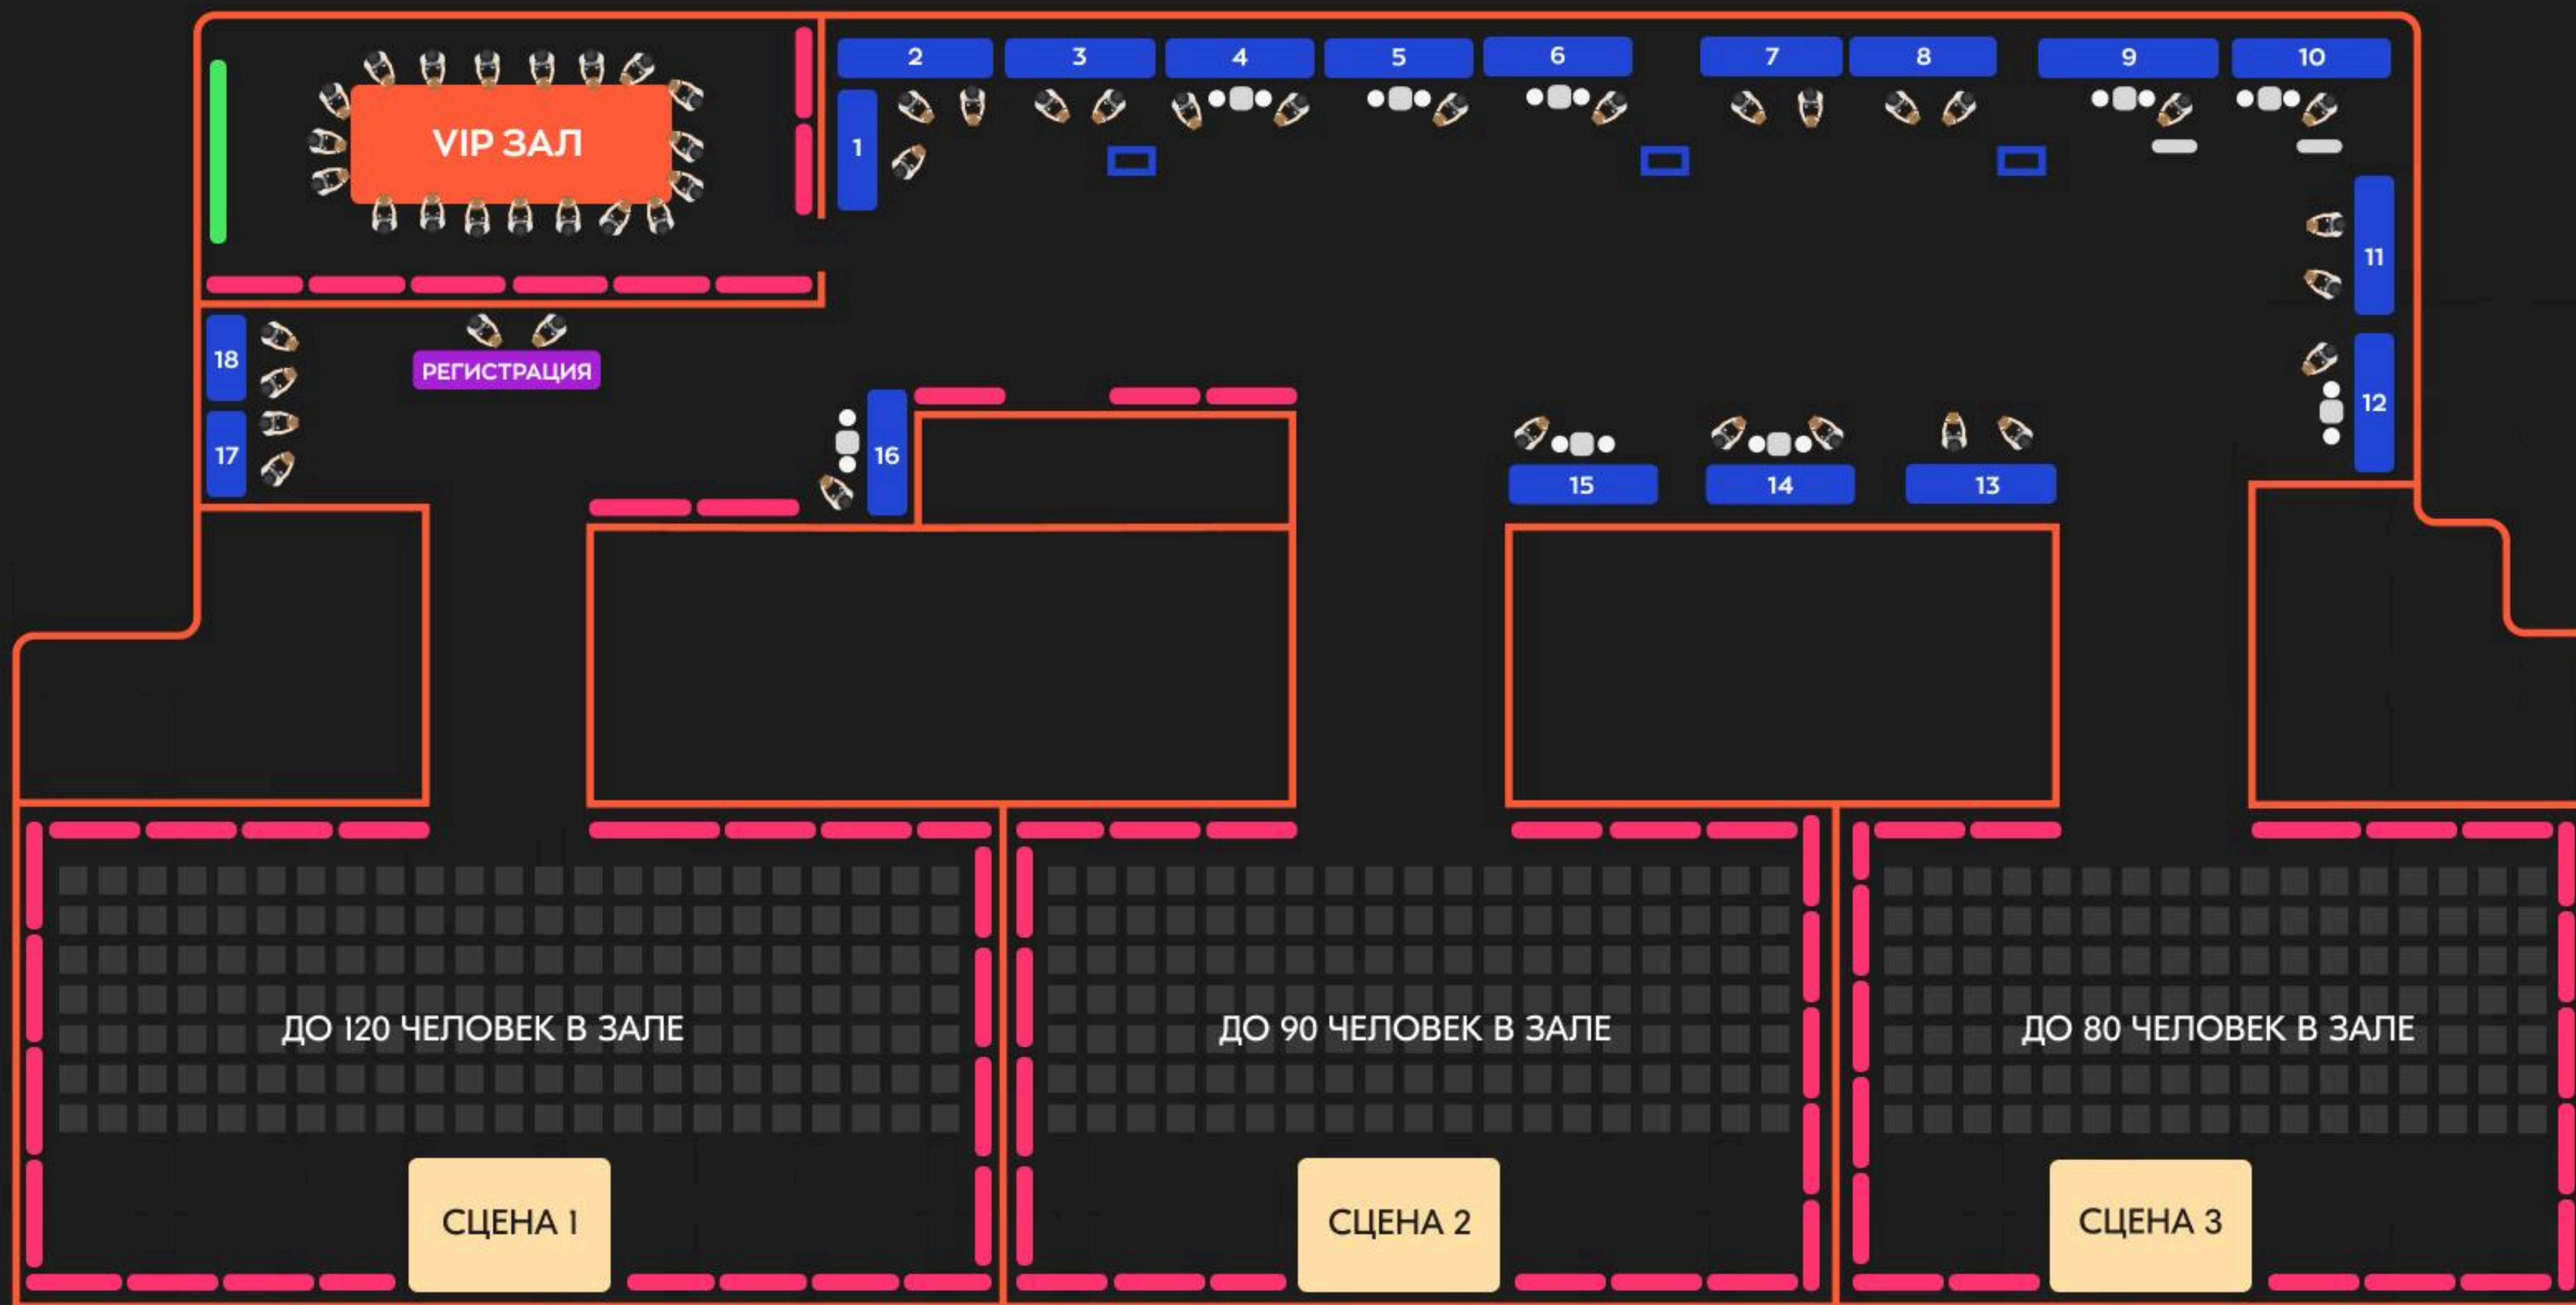 VIP ЗАЛ
2
3
4
5
6
7
8
9
10
1
11
12
18
РЕГИСТРАЦИЯ
17
16
15
14
13
ДО 120 ЧЕЛОВЕК В ЗАЛЕ
ДО 90 ЧЕЛОВЕК В ЗАЛЕ
ДО 80 ЧЕЛОВЕК В ЗАЛЕ
СЦЕНА 1
СЦЕНА 2
СЦЕНА 3